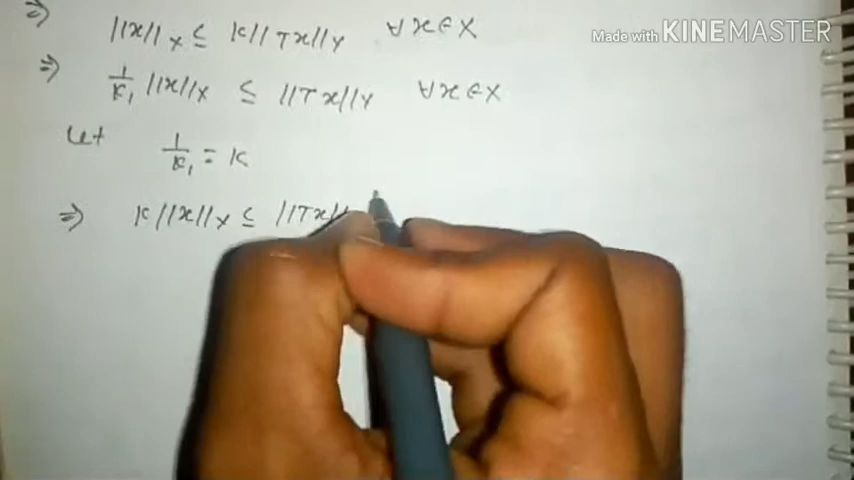 ⇒ ||x||_X ≤ K||Tx||_Y ∀x∈X
Made with KINEMASTER
⇒ 1/K₁ ||x||_X ≤ ||Tx||_Y ∀x∈X
Let 1/K₁ = K
⇒ K||x||_X ≤ ||Tx||